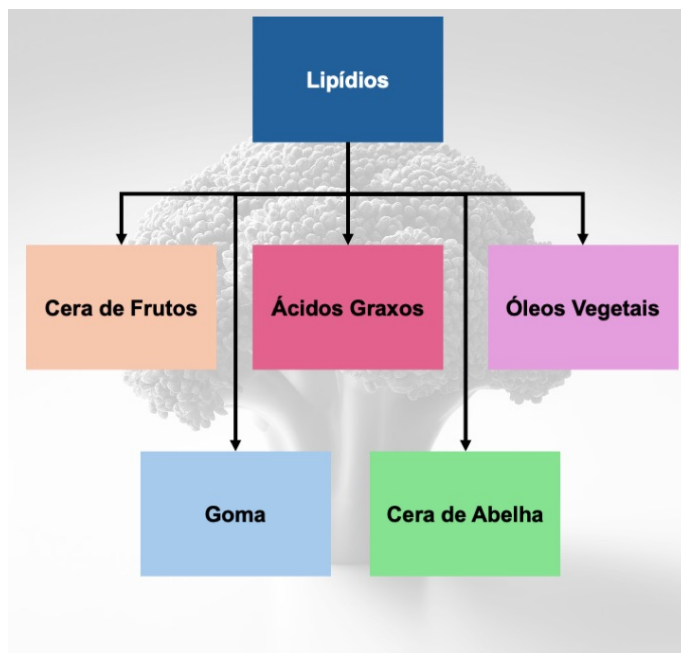 Lipídios
Cera de Frutos
Ácidos Graxos
Óleos Vegetais
Goma
Cera de Abelha